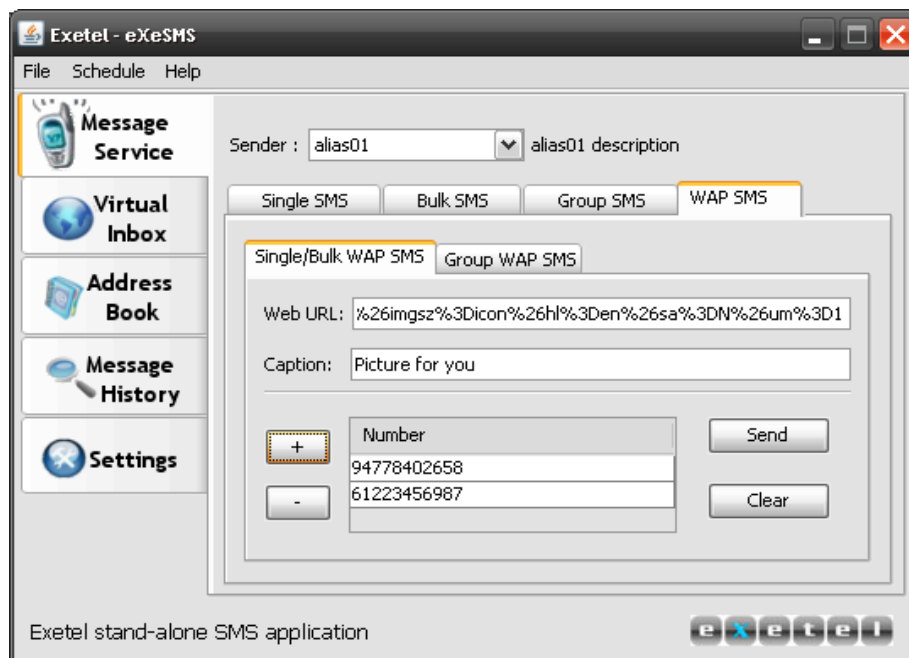 Exetel - eXeSMS
File Schedule Help
Message
Service
Virtual
Inbox
Address
Book
Message
History
Settings
Sender : alias01 alias01 description
Single SMS Bulk SMS Group SMS WAP SMS
Single/Bulk WAP SMS Group WAP SMS
Web URL: %26imgsz%3Dicon%26hl%3Den%26sa%3DN%26um%3D1
Caption: Picture for you
+ Number Send
94778402658
61223456987
- Clear
Exetel stand-alone SMS application exetel